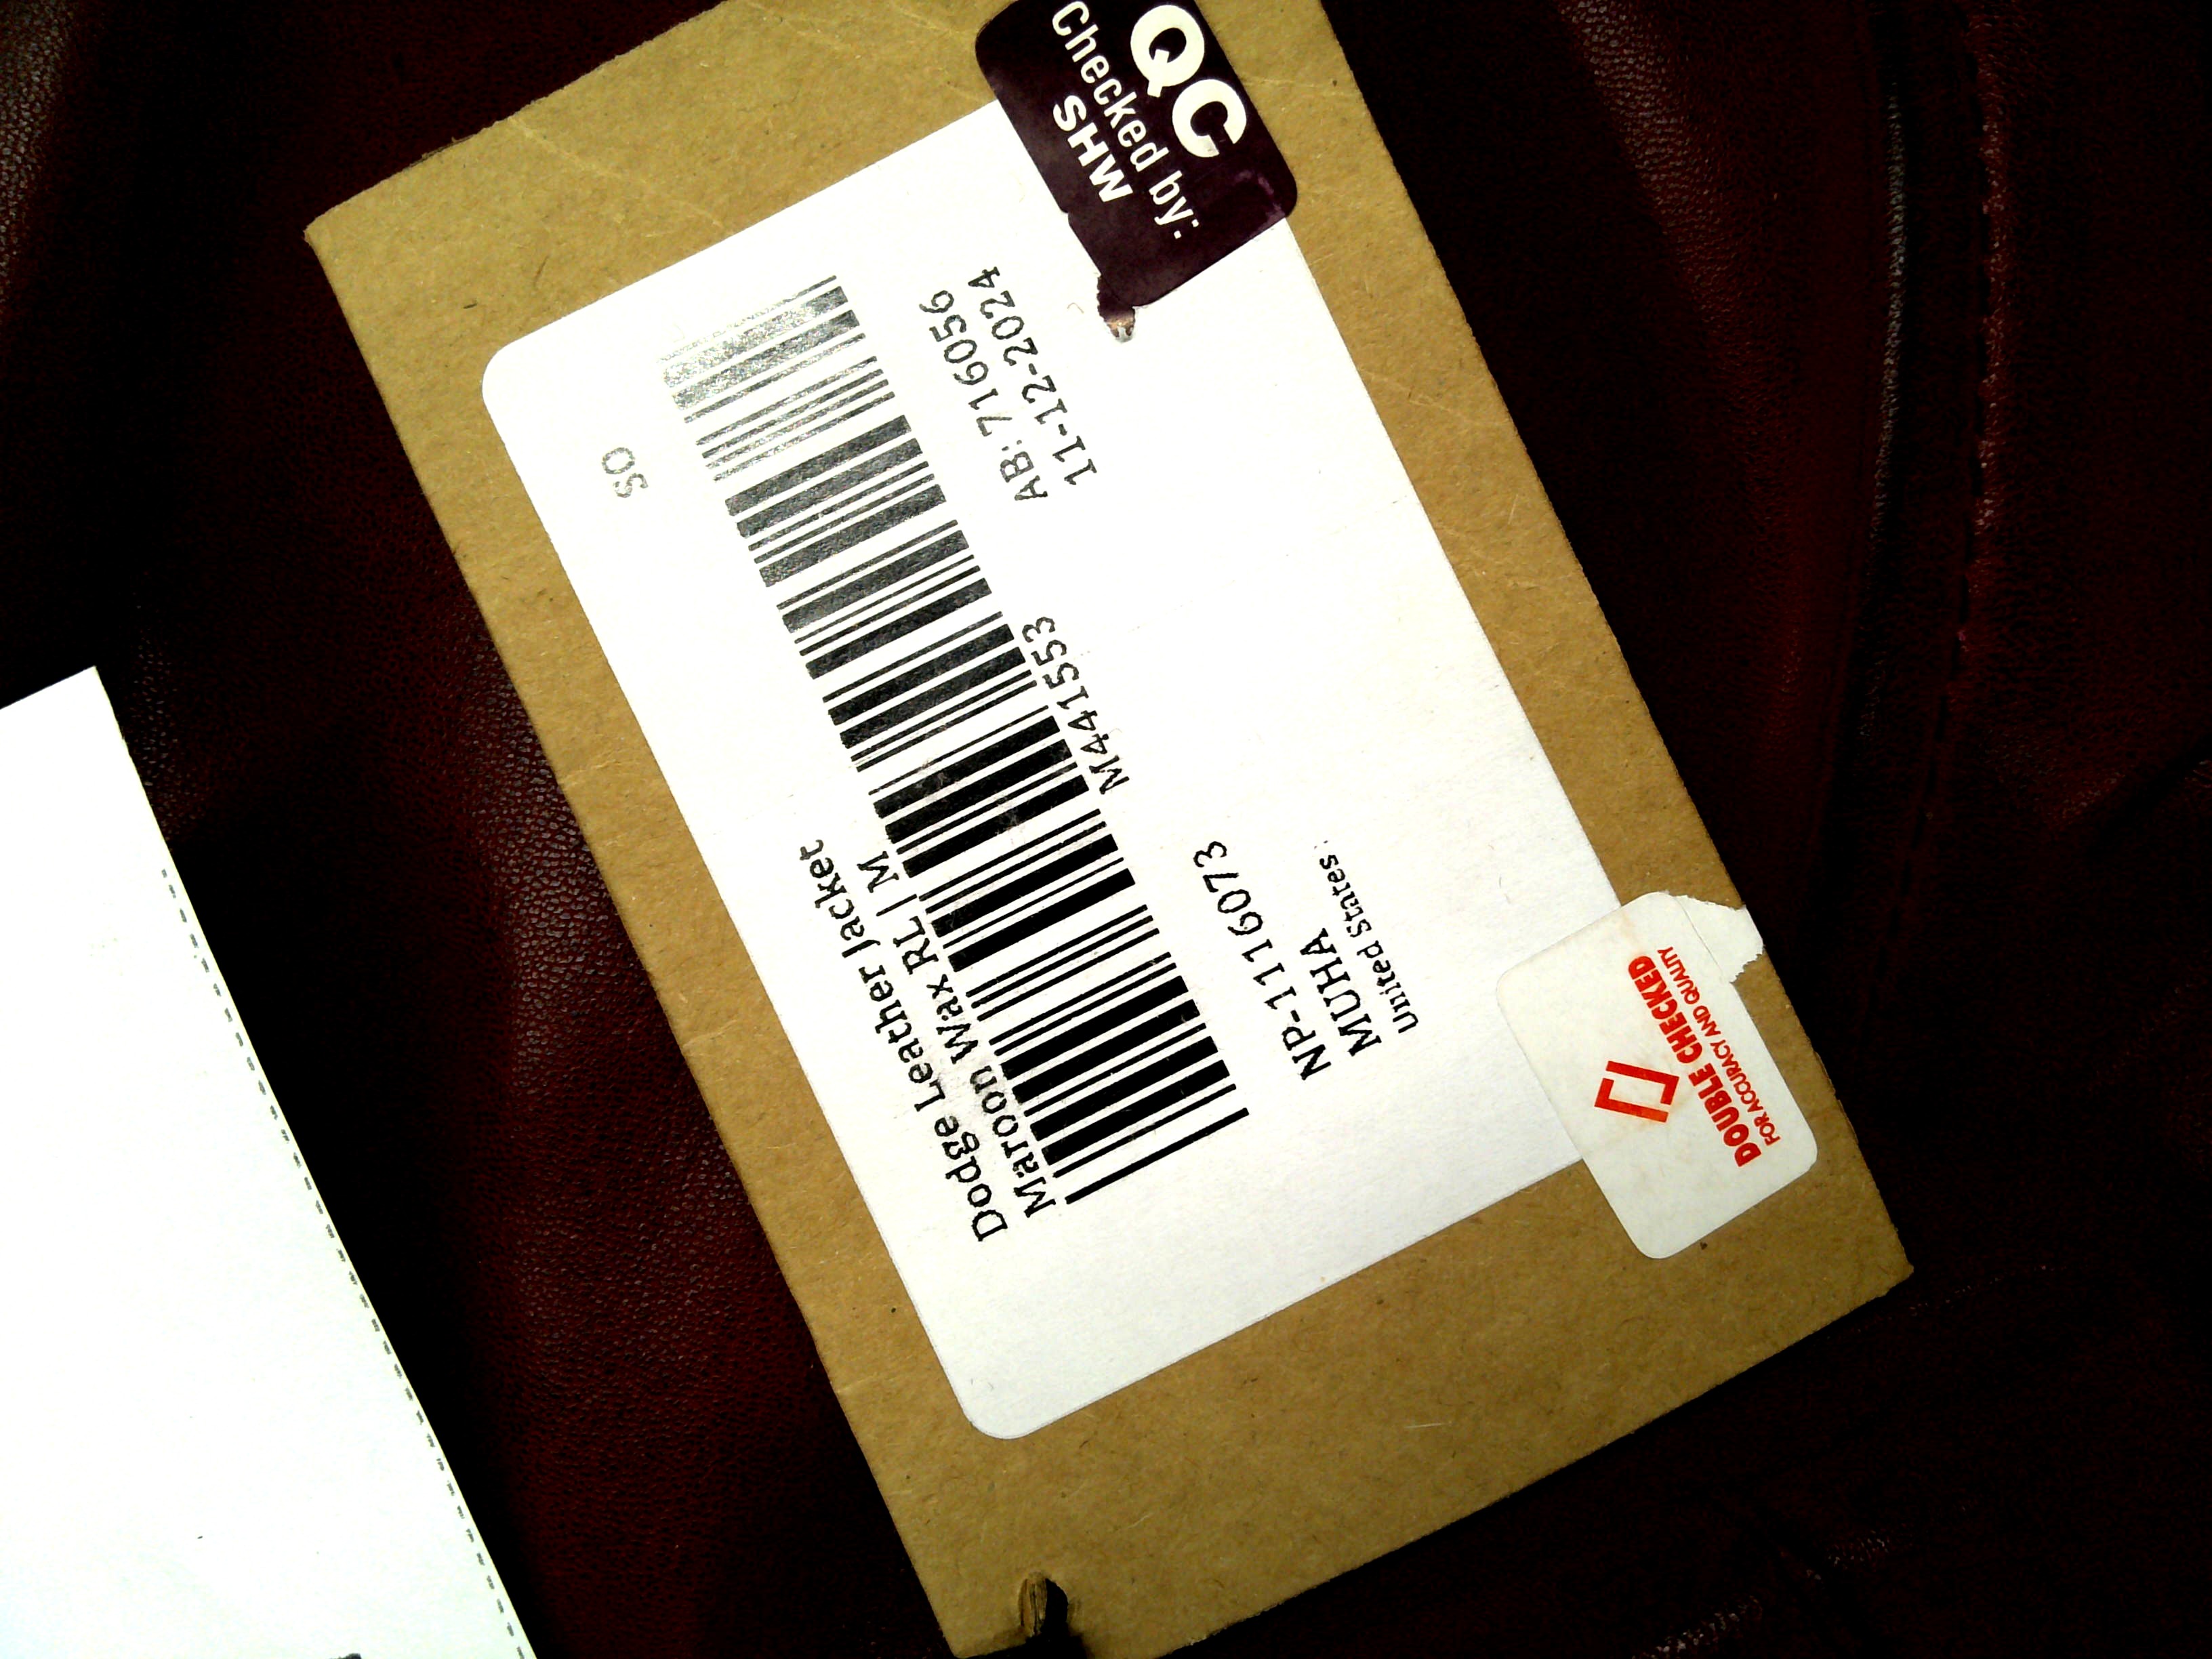 SO
Dodge Leather Jacket
Maroon Wax RL| M
M441553
AB: 716056
11-12-2024
NP-1116073
MUHA
United States
QC
Checked by:
SHW
DOUBLE CHECKED
FOR ACCURACY AND QUALITY